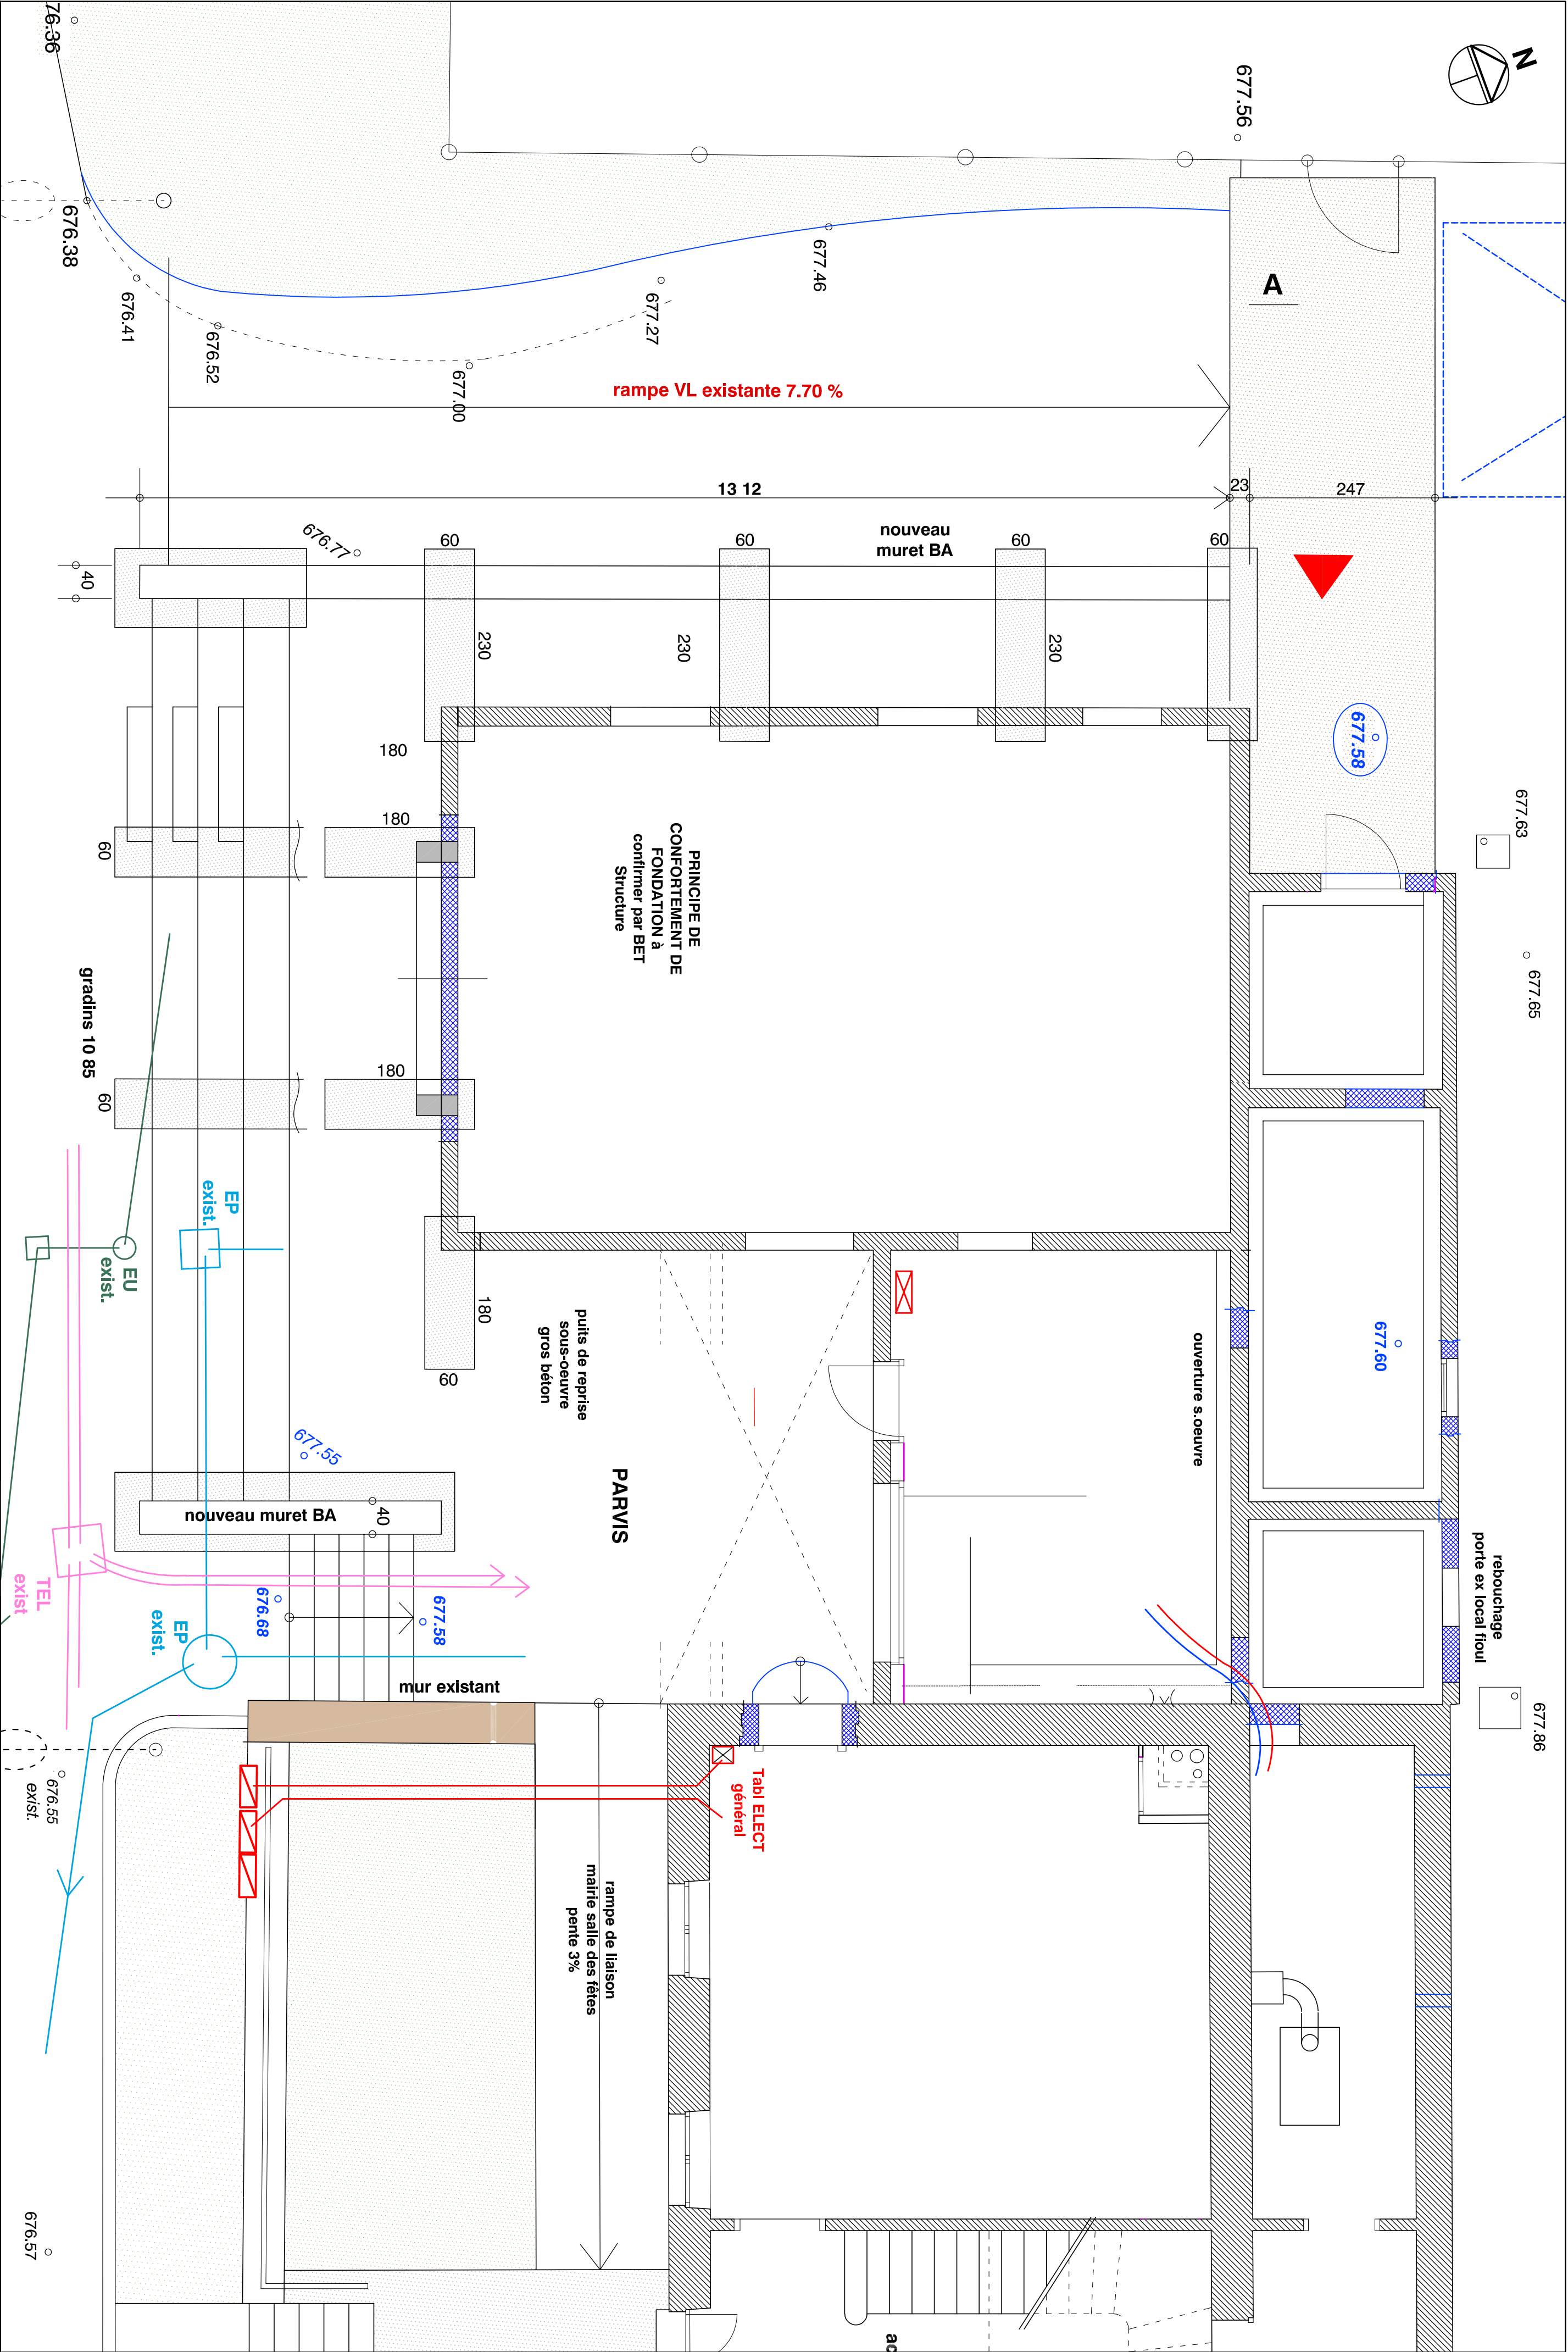 N
76.36
677.56
676.38
676.41
676.52
677.00
677.27
677.46
A
rampe VL existante 7.70 %
13 12
23
247
676.77
60
60
nouveau
muret BA
60
60
40
230
230
230
677.58
180
180
60
677.63
677.65
PRINCIPE DE
CONFORTEMENT DE
FONDATION à
confirmer par BET
Structure
gradins 10 85
180
60
EP
exist.
EU
exist.
180
60
puits de reprise
sous-oeuvre
gros béton
ouverture s.oeuvre
677.60
677.55
PARVIS
nouveau muret BA
40
rebouchage
porte ex local fioul
TEL
exist
EP
exist.
676.68
677.58
mur existant
677.86
676.55
exist.
Tabl ELECT
général
rampe de liaison
mairie salle des fêtes
pente 3%
676.57
ac